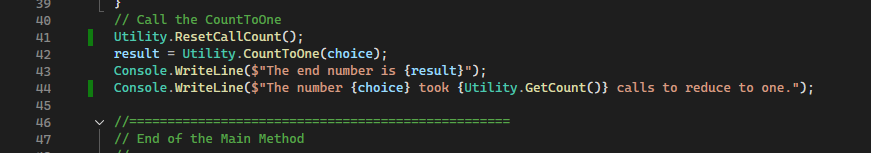 39 }
40 // Call the CountToOne
41 Utility.ResetCallCount();
42 result = Utility.CountToOne(choice);
43 Console.WriteLine($"The end number is {result}");
44 Console.WriteLine($"The number {choice} took {Utility.GetCount()} calls to reduce to one.");
45
46 //==================================================
47 // End of the Main Method